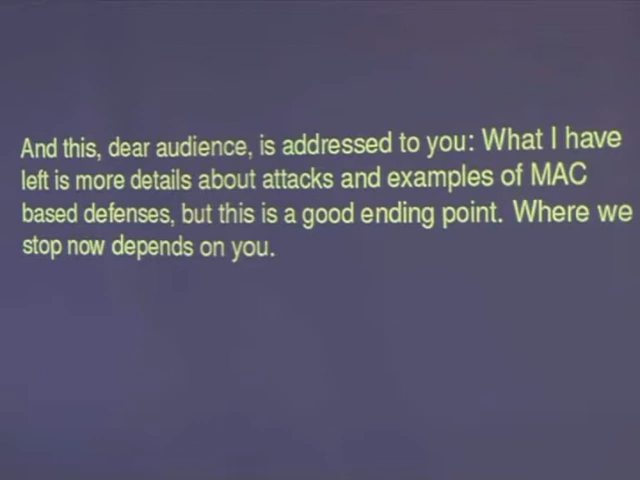 And this, dear audience, is addressed to you: What I have
left is more details about attacks and examples of MAC
based defenses, but this is a good ending point. Where we
stop now depends on you.